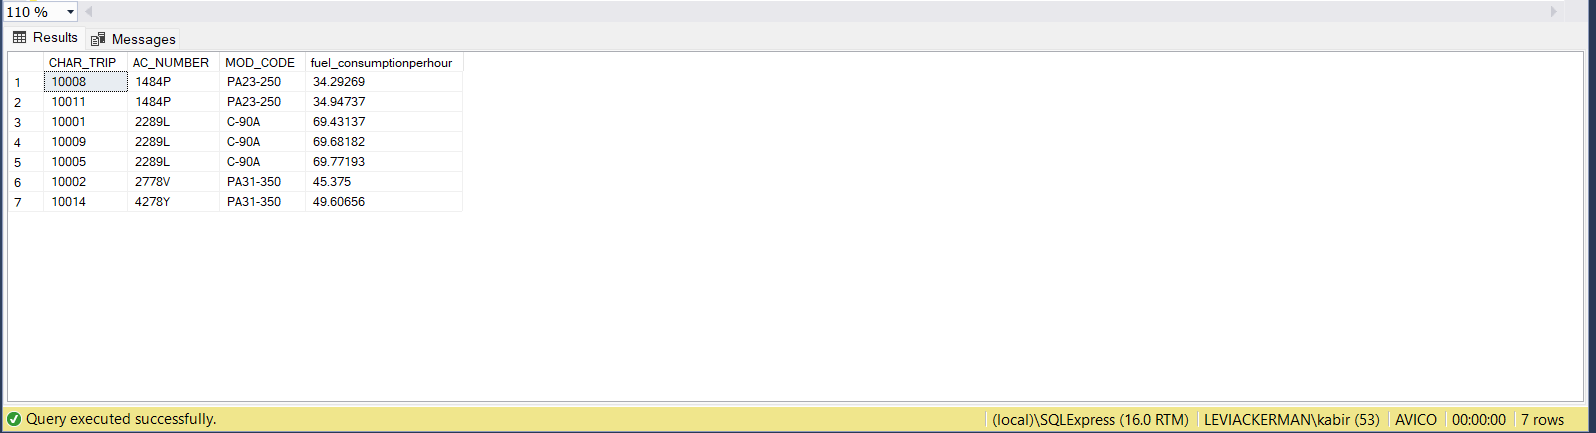 110 %
Results Messages
CHAR_TRIP AC_NUMBER MOD_CODE fuel_consumptionperhour
1 10008 1484P PA23-250 34.29269
2 10011 1484P PA23-250 34.94737
3 10001 2289L C-90A 69.43137
4 10009 2289L C-90A 69.68182
5 10005 2289L C-90A 69.77193
6 10002 2778V PA31-350 45.375
7 10014 4278Y PA31-350 49.60656
Query executed successfully. (local)\SQLExpress (16.0 RTM) LEVIACKERMAN\kabir (53) AVICO 00:00:00 7 rows